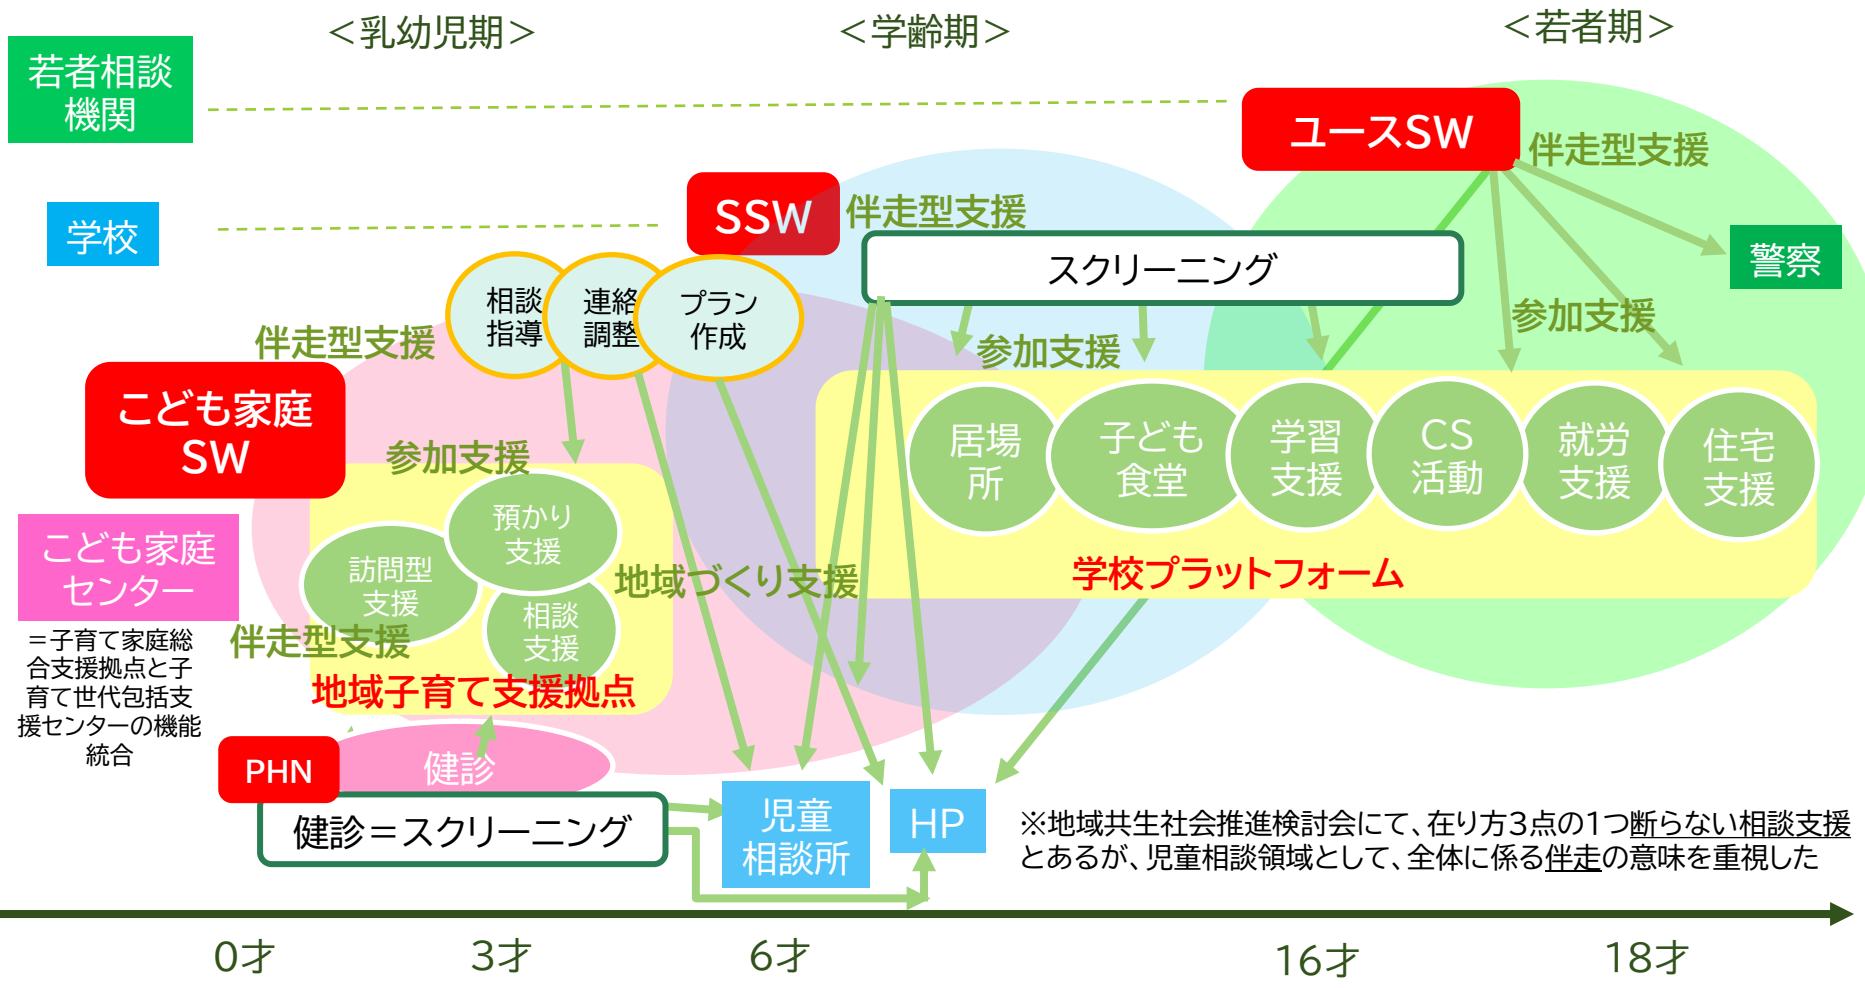 ＜乳幼児期＞
＜学齢期＞
＜若者期＞
若者相談
機関
ユースSW
伴走型支援
SSW
伴走型支援
学校
スクリーニング
警察
相談
指導
連絡
調整
プラン
作成
伴走型支援
参加支援
参加支援
こども家庭
SW
参加支援
居場
所
子ども
食堂
学習
支援
CS
活動
就労
支援
住宅
支援
預かり
支援
訪問型
支援
相談
支援
地域づくり支援
学校プラットフォーム
こども家庭
センター
＝子育て家庭総
合支援拠点と子
育て世代包括支
援センターの機能
統合
伴走型支援
地域子育て支援拠点
PHN
健診
健診＝スクリーニング
児童
相談所
HP
※地域共生社会推進検討会にて、在り方3点の1つ断らない相談支援
とあるが、児童相談領域として、全体に係る伴走の意味を重視した
0才
3才
6才
16才
18才